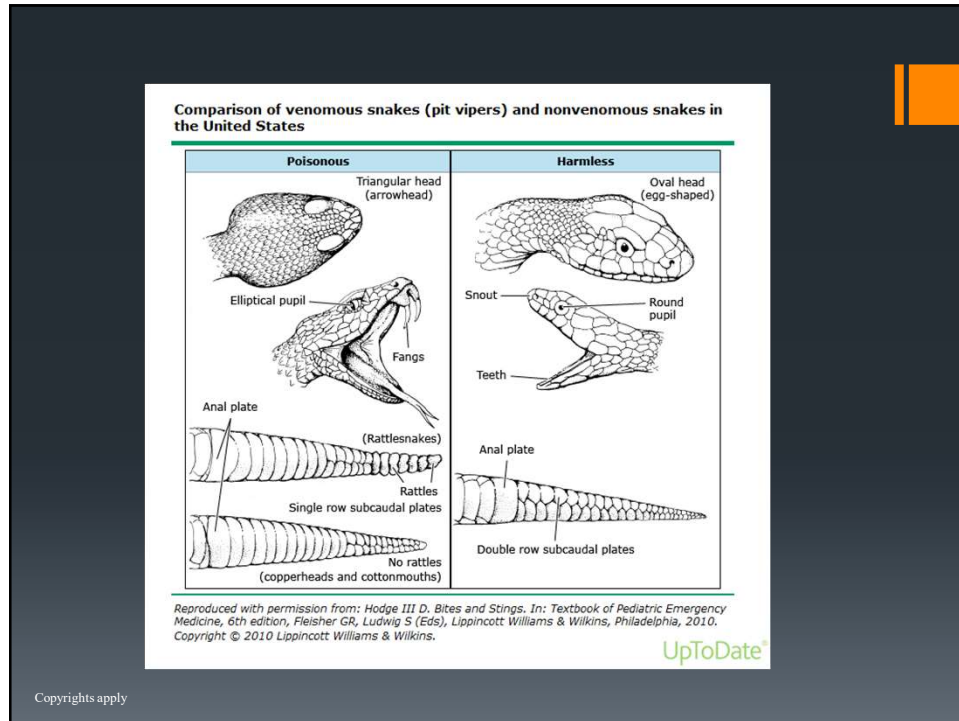 Comparison of venomous snakes (pit vipers) and nonvenomous snakes in
the United States
Poisonous
Triangular head
(arrowhead)
Elliptical pupil
Fangs
Anal plate
(Rattlesnakes)
Rattles
Single row subcaudal plates
No rattles
(copperheads and cottonmouths)
Harmless
Oval head
(egg-shaped)
Snout
Round
pupil
Teeth
Anal plate
Double row subcaudal plates
Reproduced with permission from: Hodge III D. Bites and Stings. In: Textbook of Pediatric Emergency
Medicine, 6th edition, Fleisher GR, Ludwig S (Eds), Lippincott Williams & Wilkins, Philadelphia, 2010.
Copyright © 2010 Lippincott Williams & Wilkins.
UpToDate®
Copyrights apply